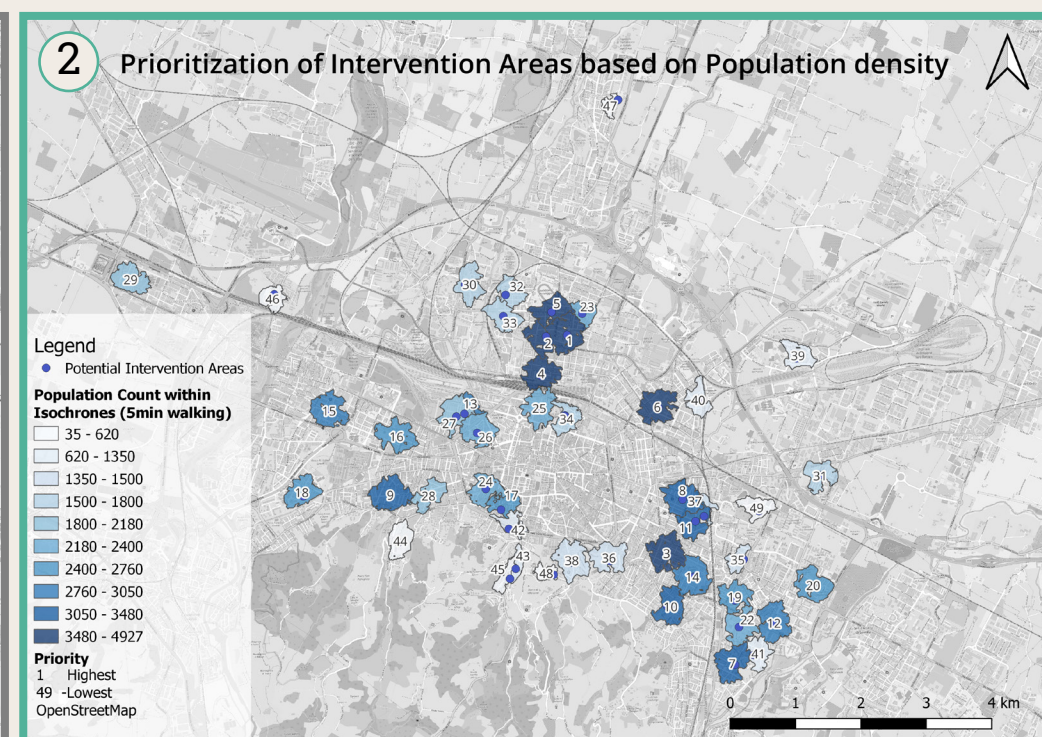 2
Prioritization of Intervention Areas based on Population density
47
29
46
30
32
33
5
23
2
1
4
39
15
13
27
26
16
25
34
6
40
18
9
28
24
17
42
31
8
37
49
11
44
43
45
48
38
36
3
35
14
10
19
20
22
12
41
7
Legend
Potential Intervention Areas
Population Count within
Isochrones (5min walking)
35 - 620
620 - 1350
1350 - 1500
1500 - 1800
1800 - 2180
2180 - 2400
2400 - 2760
2760 - 3050
3050 - 3480
3480 - 4927
Priority
1 Highest
49 -Lowest
OpenStreetMap
0 1 2 3 4 km